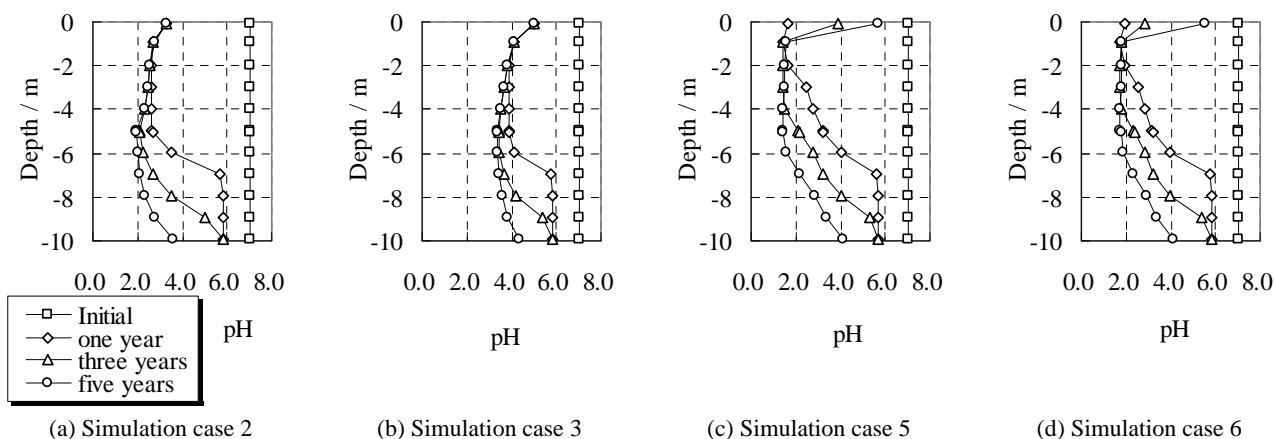 0
-2
-4
-6
-8
-10
Depth / m
0.0 2.0 4.0 6.0 8.0
pH
0
-2
-4
-6
-8
-10
Depth / m
0.0 2.0 4.0 6.0 8.0
pH
0
-2
-4
-6
-8
-10
Depth / m
0.0 2.0 4.0 6.0 8.0
pH
0
-2
-4
-6
-8
-10
Depth / m
0.0 2.0 4.0 6.0 8.0
pH
Initial
one year
three years
five years
(a) Simulation case 2
(b) Simulation case 3
(c) Simulation case 5
(d) Simulation case 6